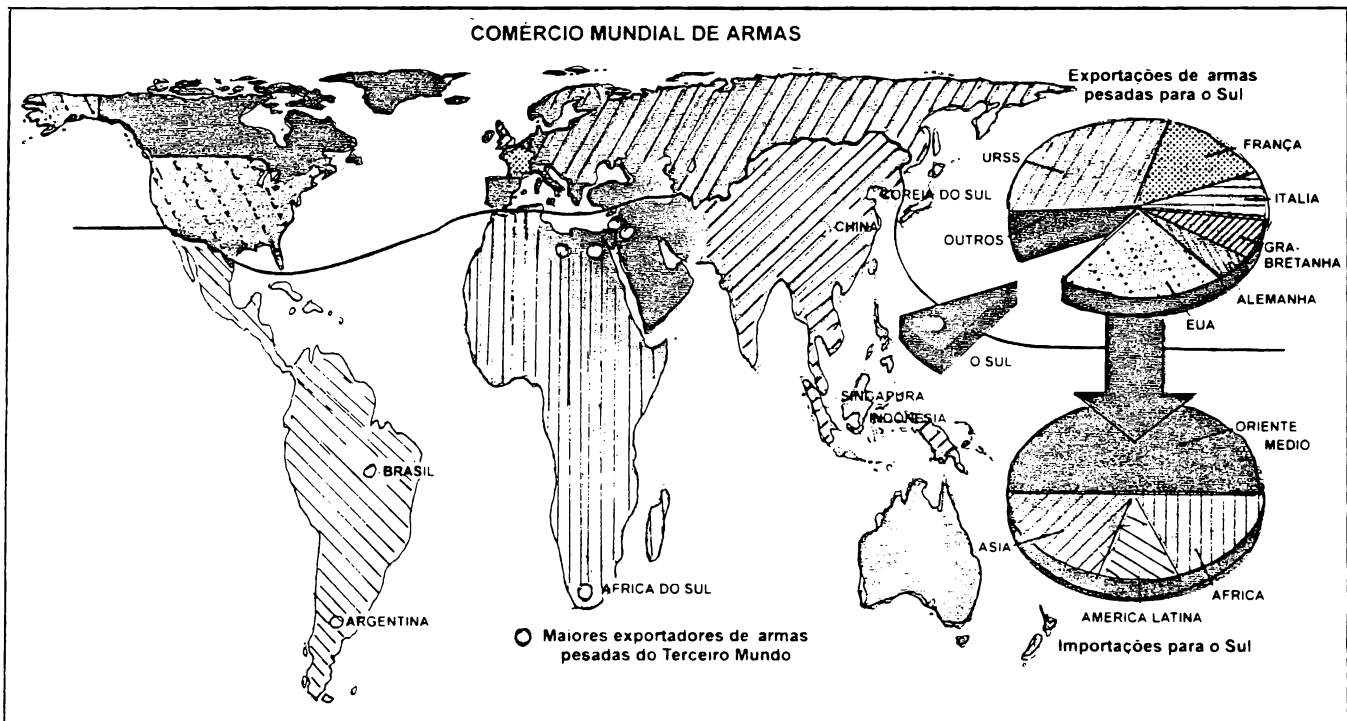 COMÉRCIO MUNDIAL DE ARMAS
Exportações de armas
pesadas para o Sul
URSS
FRANÇA
ITALIA
GRA-
BRETANHA
ALEMANHA
EUA
OUTROS
O SUL
COREIA DO SUL
CHINA
SINGAPURA
INDONESIA
BRASIL
ARGENTINA
AFRICA DO SUL
Maiores exportadores de armas
pesadas do Terceiro Mundo
ORIENTE
MEDIO
ASIA
AFRICA
AMERICA LATINA
Importações para o Sul